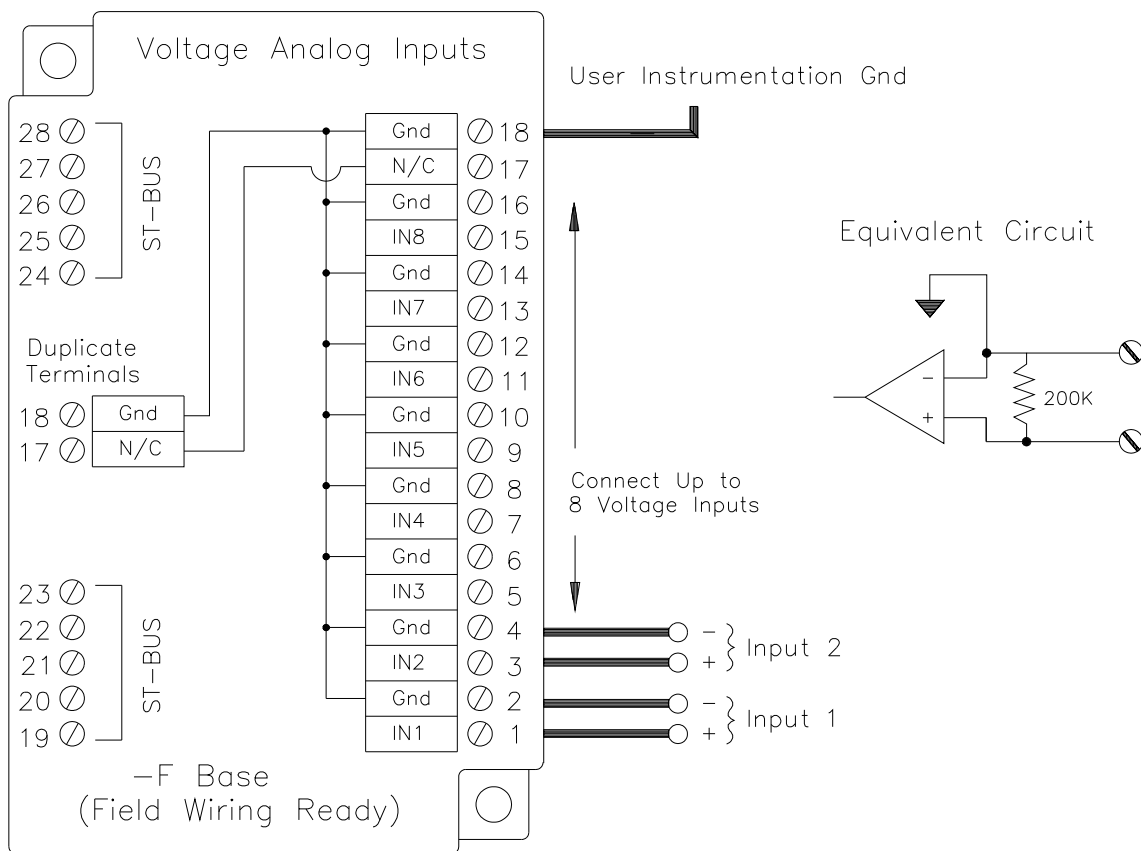 Voltage Analog Inputs
User Instrumentation Gnd
28
27
26
25
24
ST-BUS
Gnd 18
N/C 17
Gnd 16
IN8 15
Gnd 14
IN7 13
Gnd 12
IN6 11
Gnd 10
IN5 9
Gnd 8
IN4 7
Gnd 6
IN3 5
Gnd 4
IN2 3
Gnd 2
IN1 1
Duplicate
Terminals
18 Gnd
17 N/C
23
22
21
20
19
ST-BUS
Equivalent Circuit
-
+
200K
Connect Up to
8 Voltage Inputs
-
+
Input 2
-
+
Input 1
-F Base
(Field Wiring Ready)